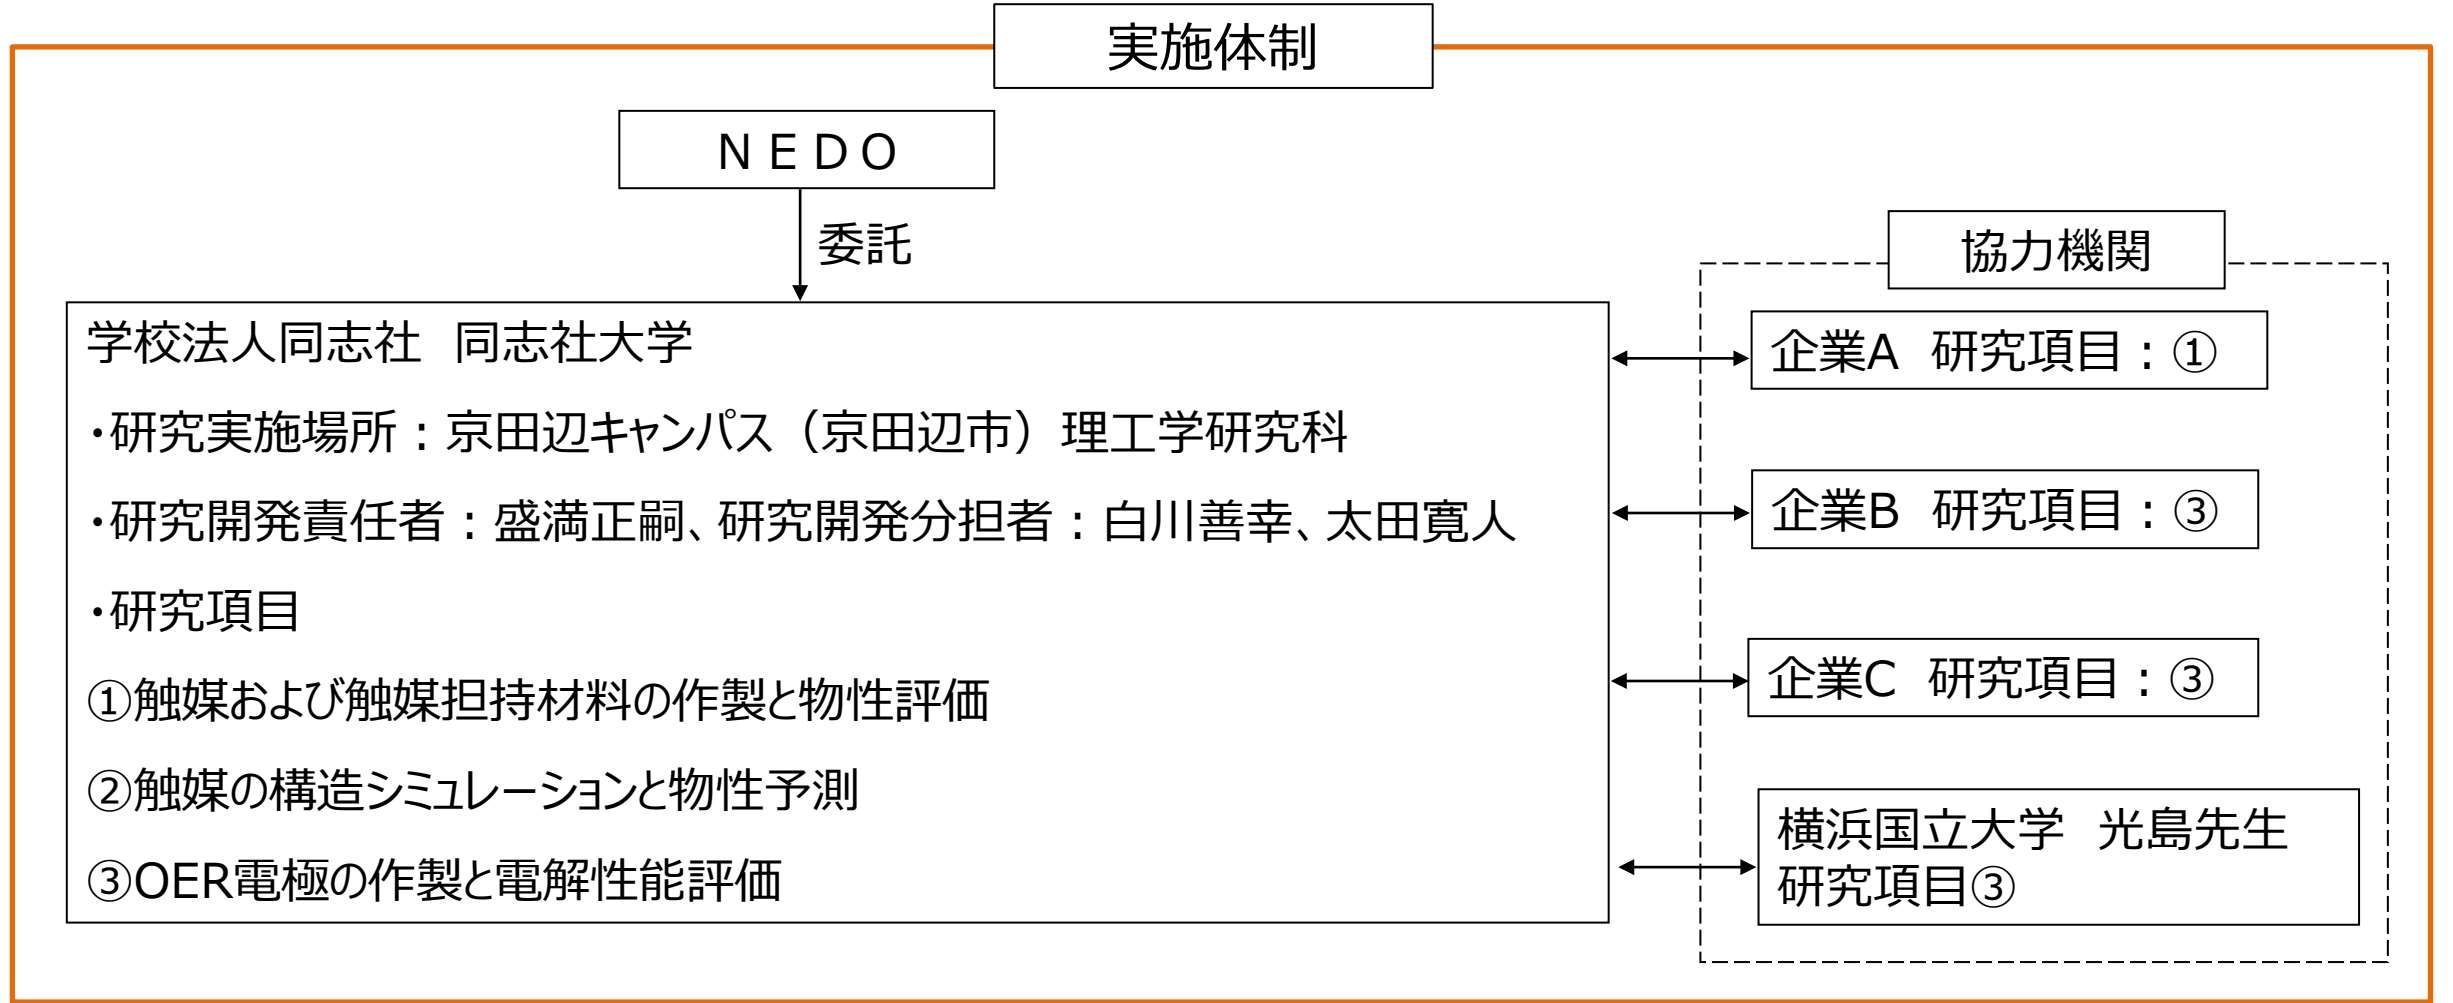 実施体制
ＮＥＤＯ
委託
学校法人同志社　同志社大学
・研究実施場所：京田辺キャンパス（京田辺市）理工学研究科
・研究開発責任者：盛満正嗣、研究開発分担者：白川善幸、太田寛人
・研究項目
①触媒および触媒担持材料の作製と物性評価
②触媒の構造シミュレーションと物性予測
③OER電極の作製と電解性能評価
協力機関
企業A　研究項目：①
企業B　研究項目：③
企業C　研究項目：③
横浜国立大学　光島先生
研究項目③